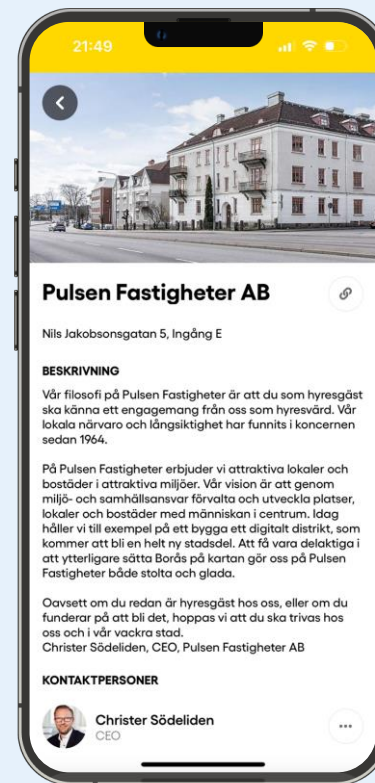 21:49
Pulsen Fastigheter AB
Nils Jakobsonsgatan 5, Ingång E
BESKRIVNING
Vår filosofi på Pulsen Fastigheter är att du som hyresgäst
ska känna ett engagemang från oss som hyresvärd. Vår
lokala närvaro och långsiktighet har funnits i koncernen
sedan 1964.
På Pulsen Fastigheter erbjuder vi attraktiva lokaler och
bostäder i attraktiva miljöer. Vår vision är att genom
miljö- och samhällsansvar förvalta och utveckla platser,
lokaler och bostäder med människan i centrum. Idag
håller vi till exempel på ett bygga ett digitalt distrikt, som
kommer att bli en helt ny stadsdel. Att få vara delaktiga i
att ytterligare sätta Borås på kartan gör oss på Pulsen
Fastigheter både stolta och glada.
Oavsett om du redan är hyresgäst hos oss, eller om du
funderar på att bli det, hoppas vi att du ska trivas hos
oss och i vår vackra stad.
Christer Södeliden, CEO, Pulsen Fastigheter AB
KONTAKTPERSONER
Christer Södeliden
CEO